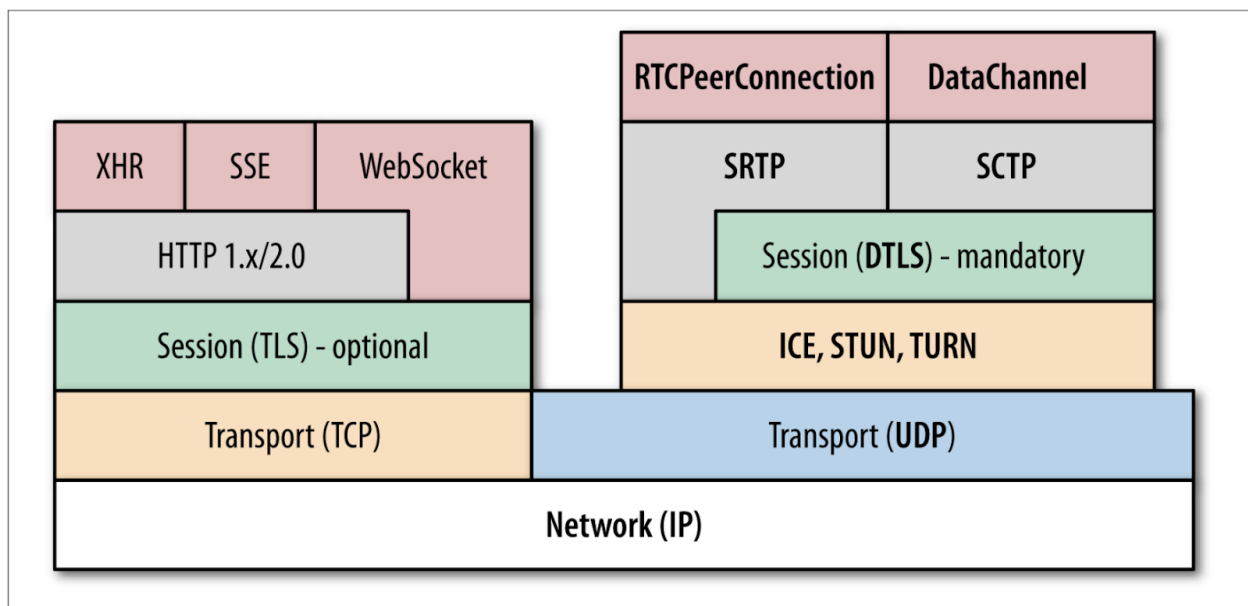 RTCPeerConnection
DataChannel
XHR
SSE
WebSocket
SRTP
SCTP
HTTP 1.x/2.0
Session (DTLS) - mandatory
Session (TLS) - optional
ICE, STUN, TURN
Transport (TCP)
Transport (UDP)
Network (IP)